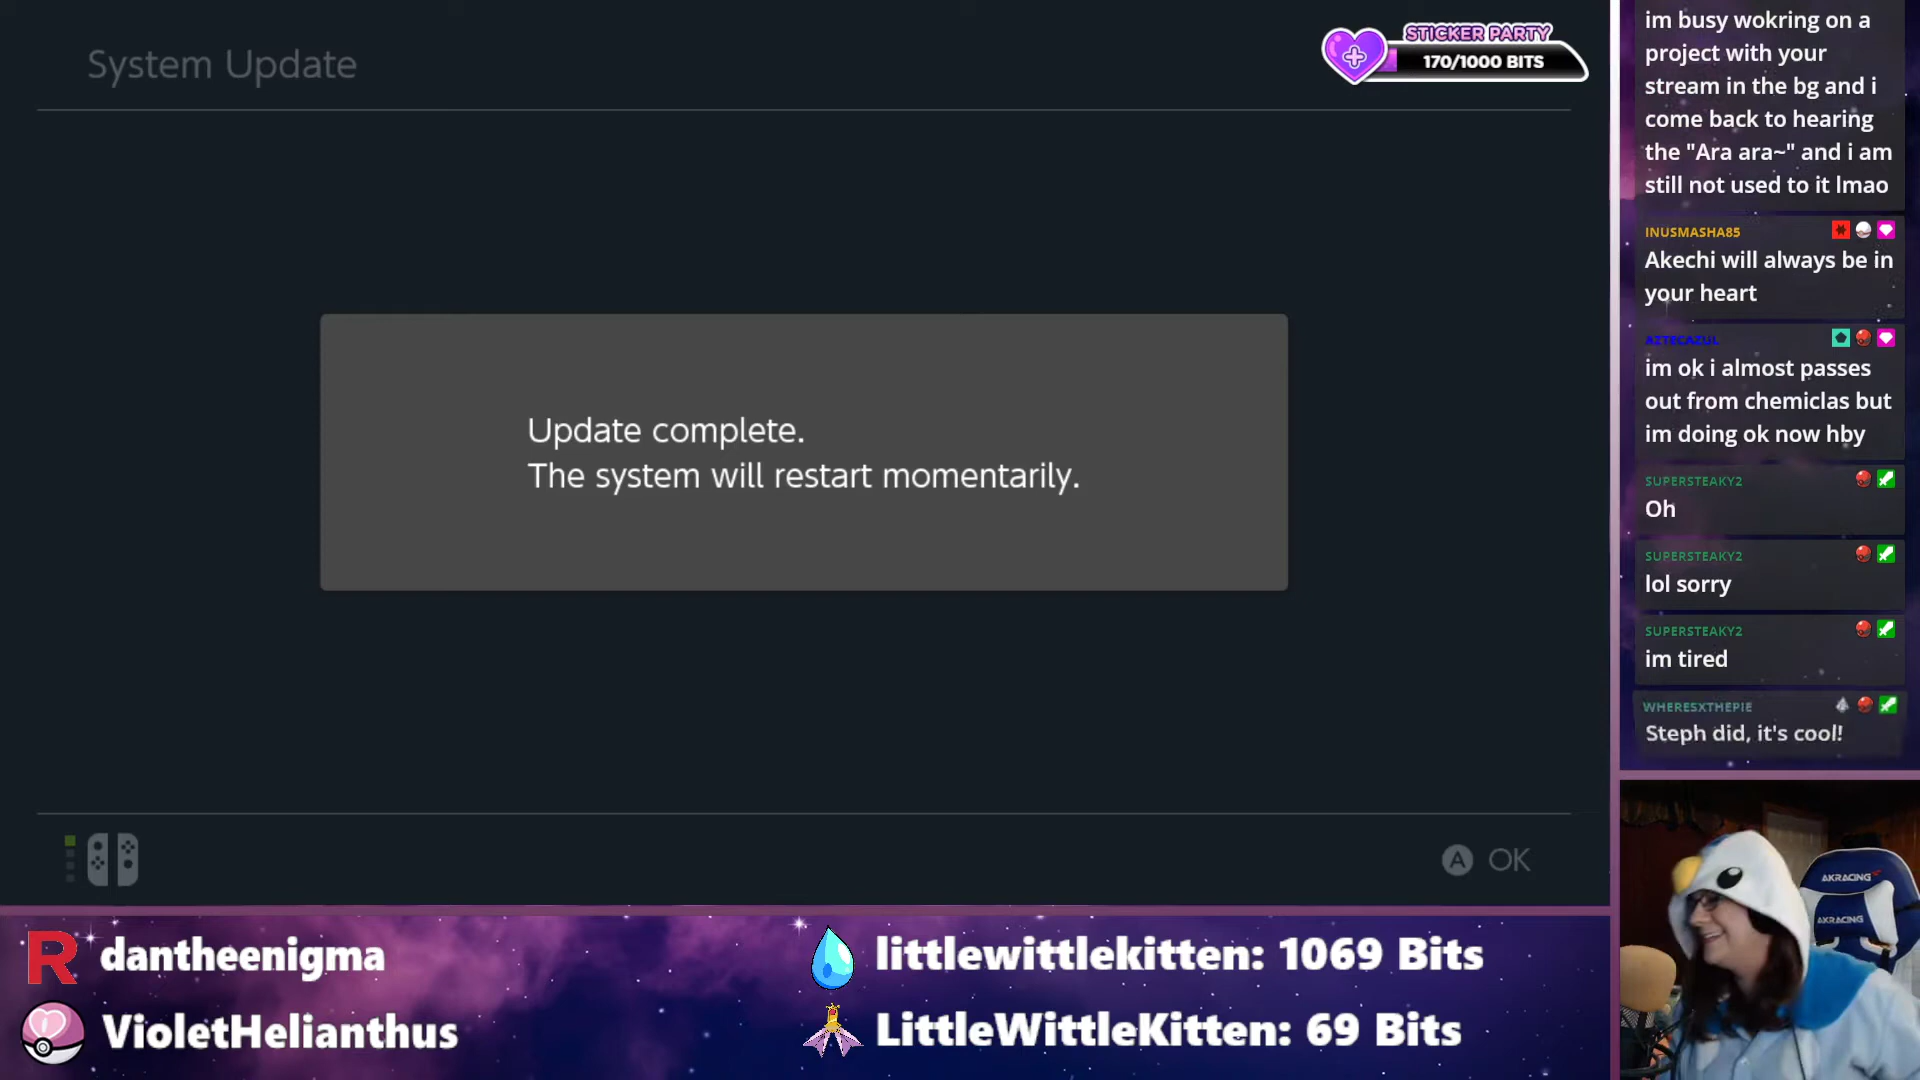 System Update
STICKER PARTY
170/1000 BITS
Update complete.
The system will restart momentarily.
A OK
im busy wokring on a
project with your
stream in the bg and i
come back to hearing
the "Ara ara~" and i am
still not used to it lmao
INUSMASHA85
Akechi will always be in
your heart
AZTECAZUL
im ok i almost passes
out from chemiclas but
im doing ok now hby
SUPERSTEAKY2
Oh
SUPERSTEAKY2
lol sorry
SUPERSTEAKY2
im tired
WHERESXTHEPIE
Steph did, it's cool!
AKRACING
AKRACING
R dantheenigma
VioletHelianthus
littlewittlekitten: 1069 Bits
LittleWittleKitten: 69 Bits